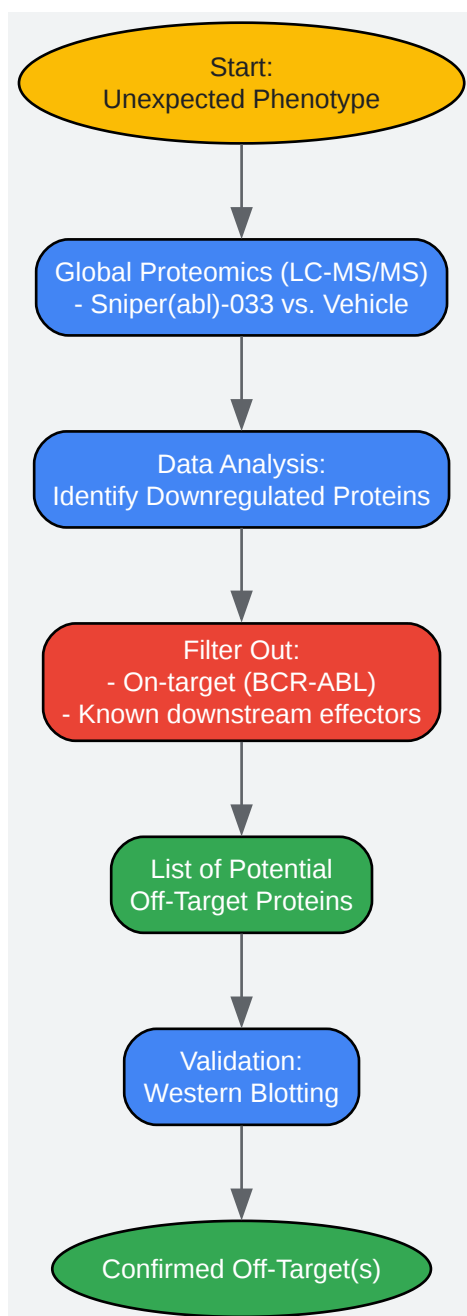 Start:
Unexpected Phenotype
Global Proteomics (LC-MS/MS)
- Sniper(abl)-033 vs. Vehicle
Data Analysis:
Identify Downregulated Proteins
Filter Out:
- On-target (BCR-ABL)
- Known downstream effectors
List of Potential
Off-Target Proteins
Validation:
Western Blotting
Confirmed Off-Target(s)